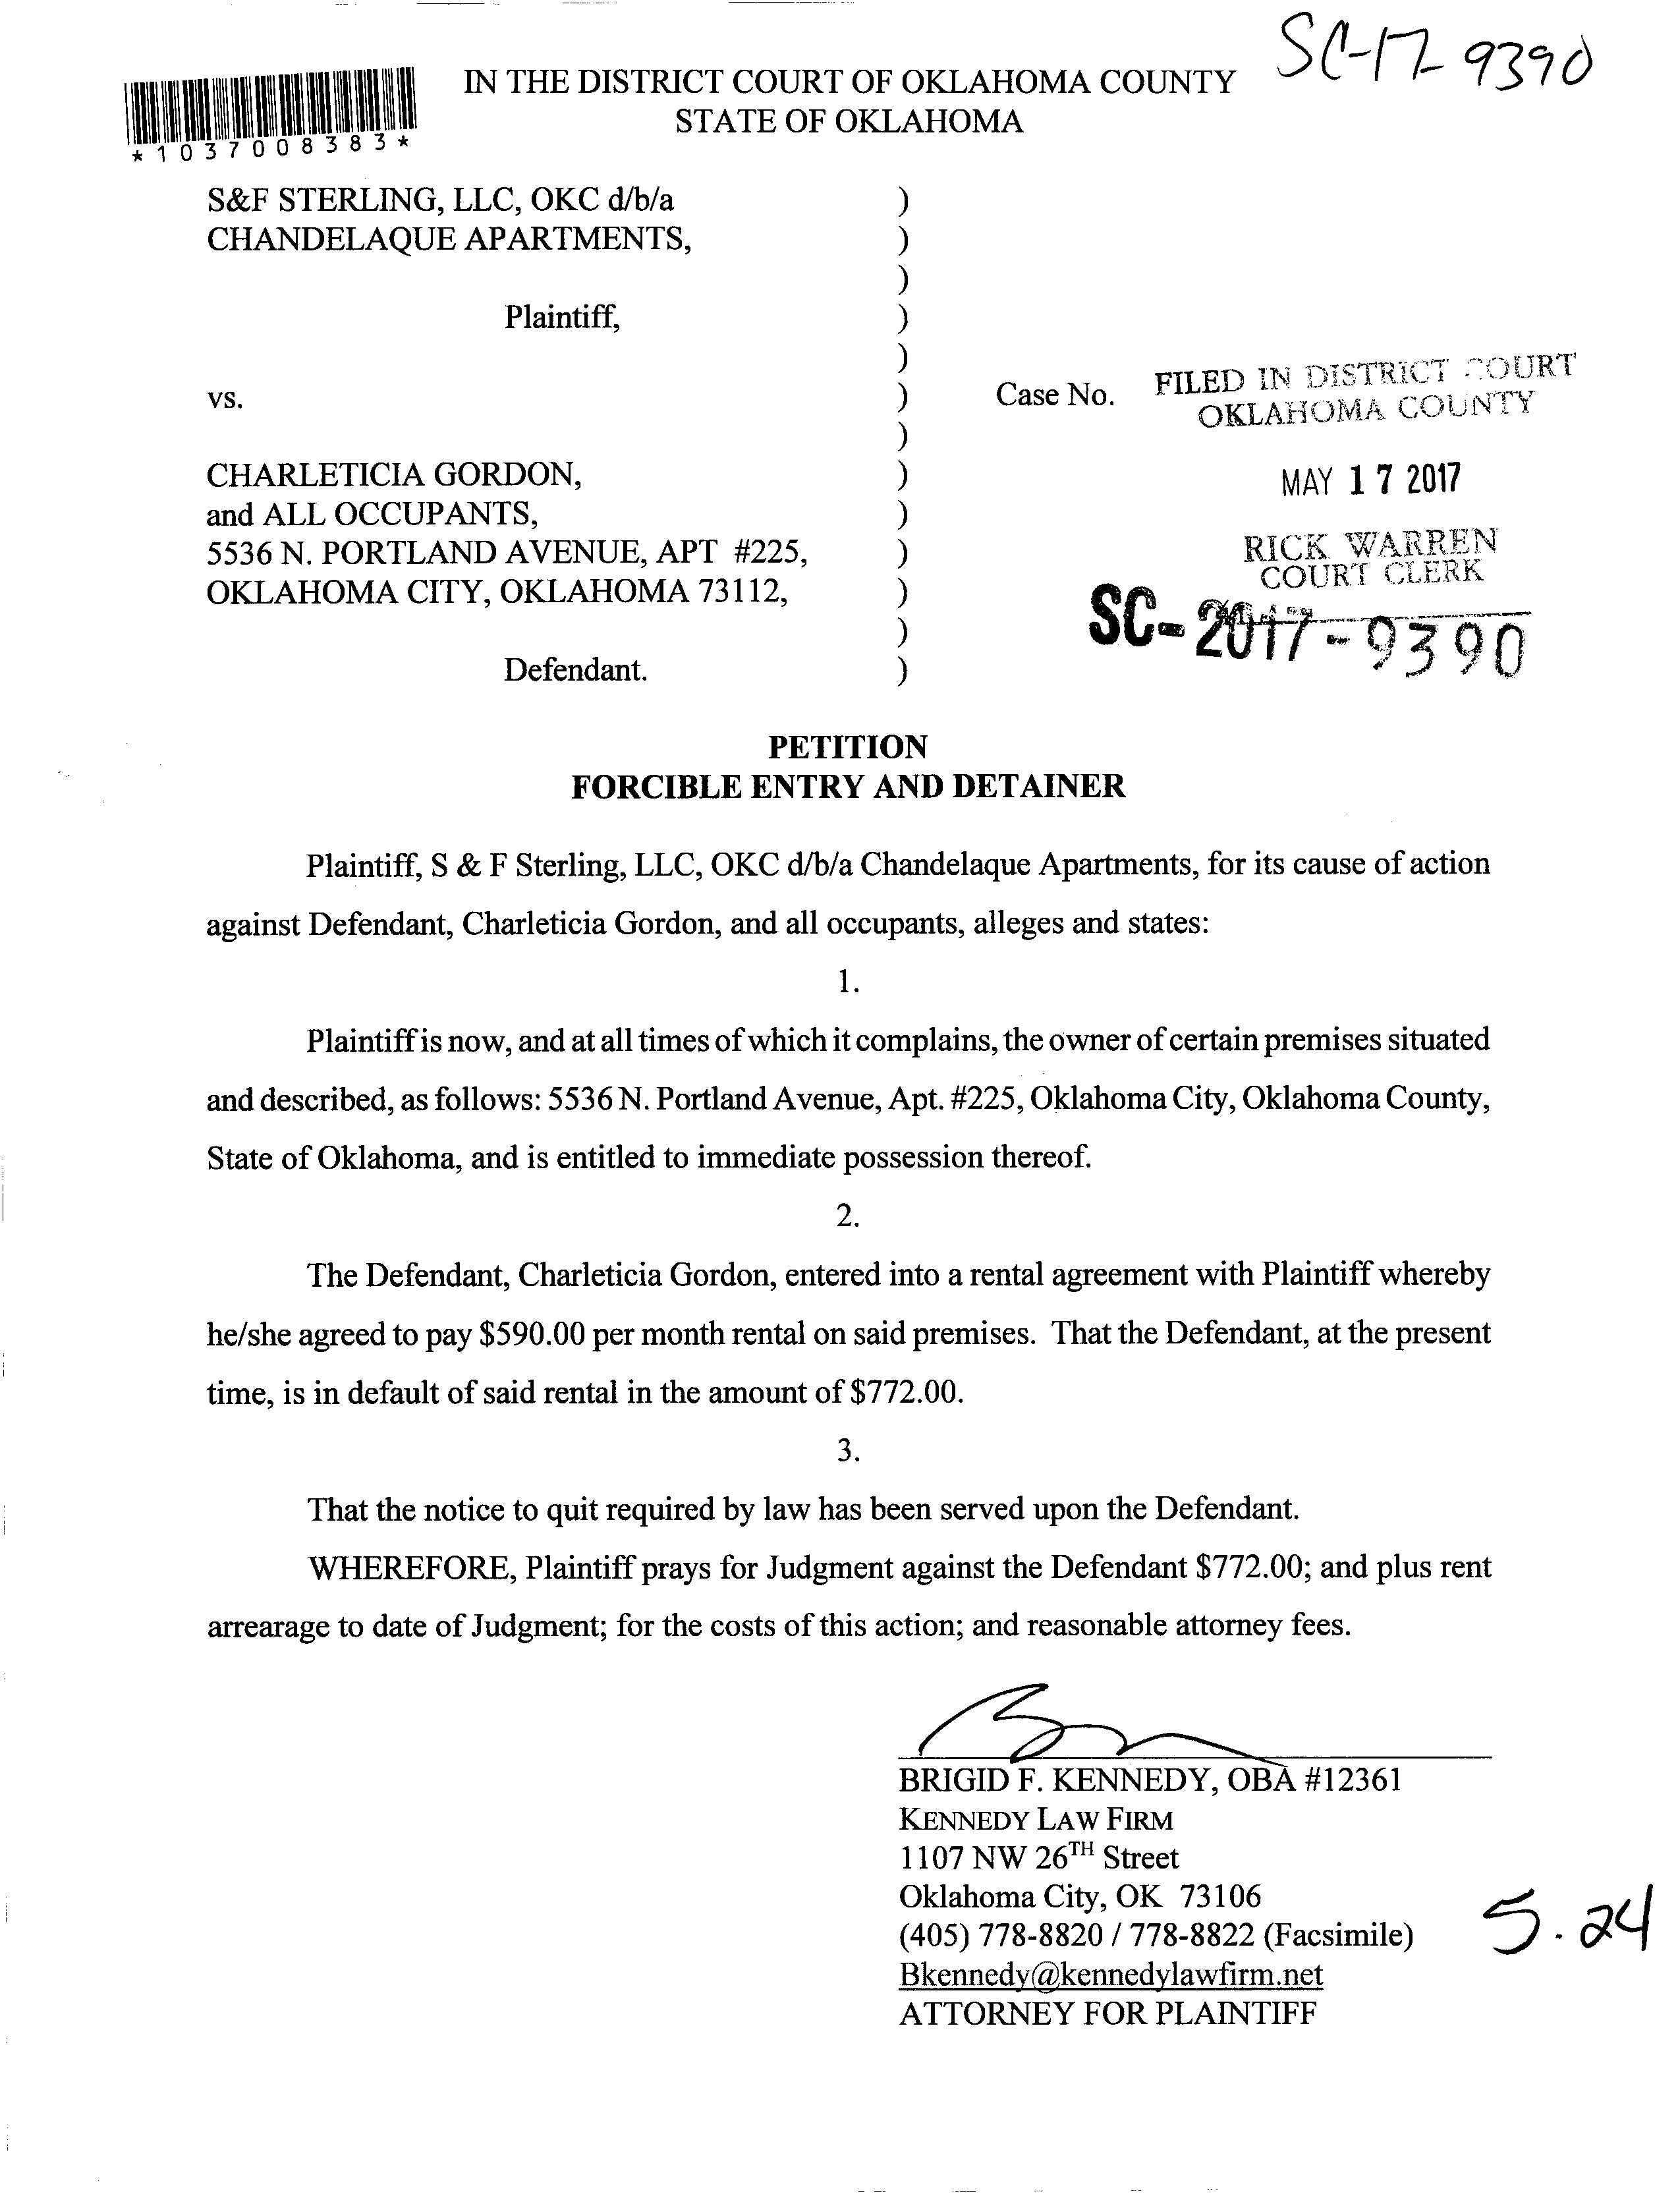 SC-17-9390
IN THE DISTRICT COURT OF OKLAHOMA COUNTY
STATE OF OKLAHOMA
*1037008383*
S&F STERLING, LLC, OKC d/b/a )
CHANDELAQUE APARTMENTS, )
)
Plaintiff, )
)
vs. ) Case No.
)
CHARLETICIA GORDON, )
and ALL OCCUPANTS, )
5536 N. PORTLAND AVENUE, APT #225, )
OKLAHOMA CITY, OKLAHOMA 73112, )
)
Defendant. )
FILED IN DISTRICT COURT
OKLAHOMA COUNTY
MAY 17 2017
RICK WARREN
COURT CLERK
SC-2017-9390
PETITION
FORCIBLE ENTRY AND DETAINER
Plaintiff, S & F Sterling, LLC, OKC d/b/a Chandelaque Apartments, for its cause of action
against Defendant, Charleticia Gordon, and all occupants, alleges and states:
1.
Plaintiff is now, and at all times of which it complains, the owner of certain premises situated
and described, as follows: 5536 N. Portland Avenue, Apt. #225, Oklahoma City, Oklahoma County,
State of Oklahoma, and is entitled to immediate possession thereof.
2.
The Defendant, Charleticia Gordon, entered into a rental agreement with Plaintiff whereby
he/she agreed to pay $590.00 per month rental on said premises. That the Defendant, at the present
time, is in default of said rental in the amount of $772.00.
3.
That the notice to quit required by law has been served upon the Defendant.
WHEREFORE, Plaintiff prays for Judgment against the Defendant $772.00; and plus rent
arrearage to date of Judgment; for the costs of this action; and reasonable attorney fees.
BRIGID F. KENNEDY, OBA #12361
KENNEDY LAW FIRM
1107 NW 26TH Street
Oklahoma City, OK 73106
(405) 778-8820 / 778-8822 (Facsimile)
Bkennedy@kennedylawfirm.net
ATTORNEY FOR PLAINTIFF
5.24